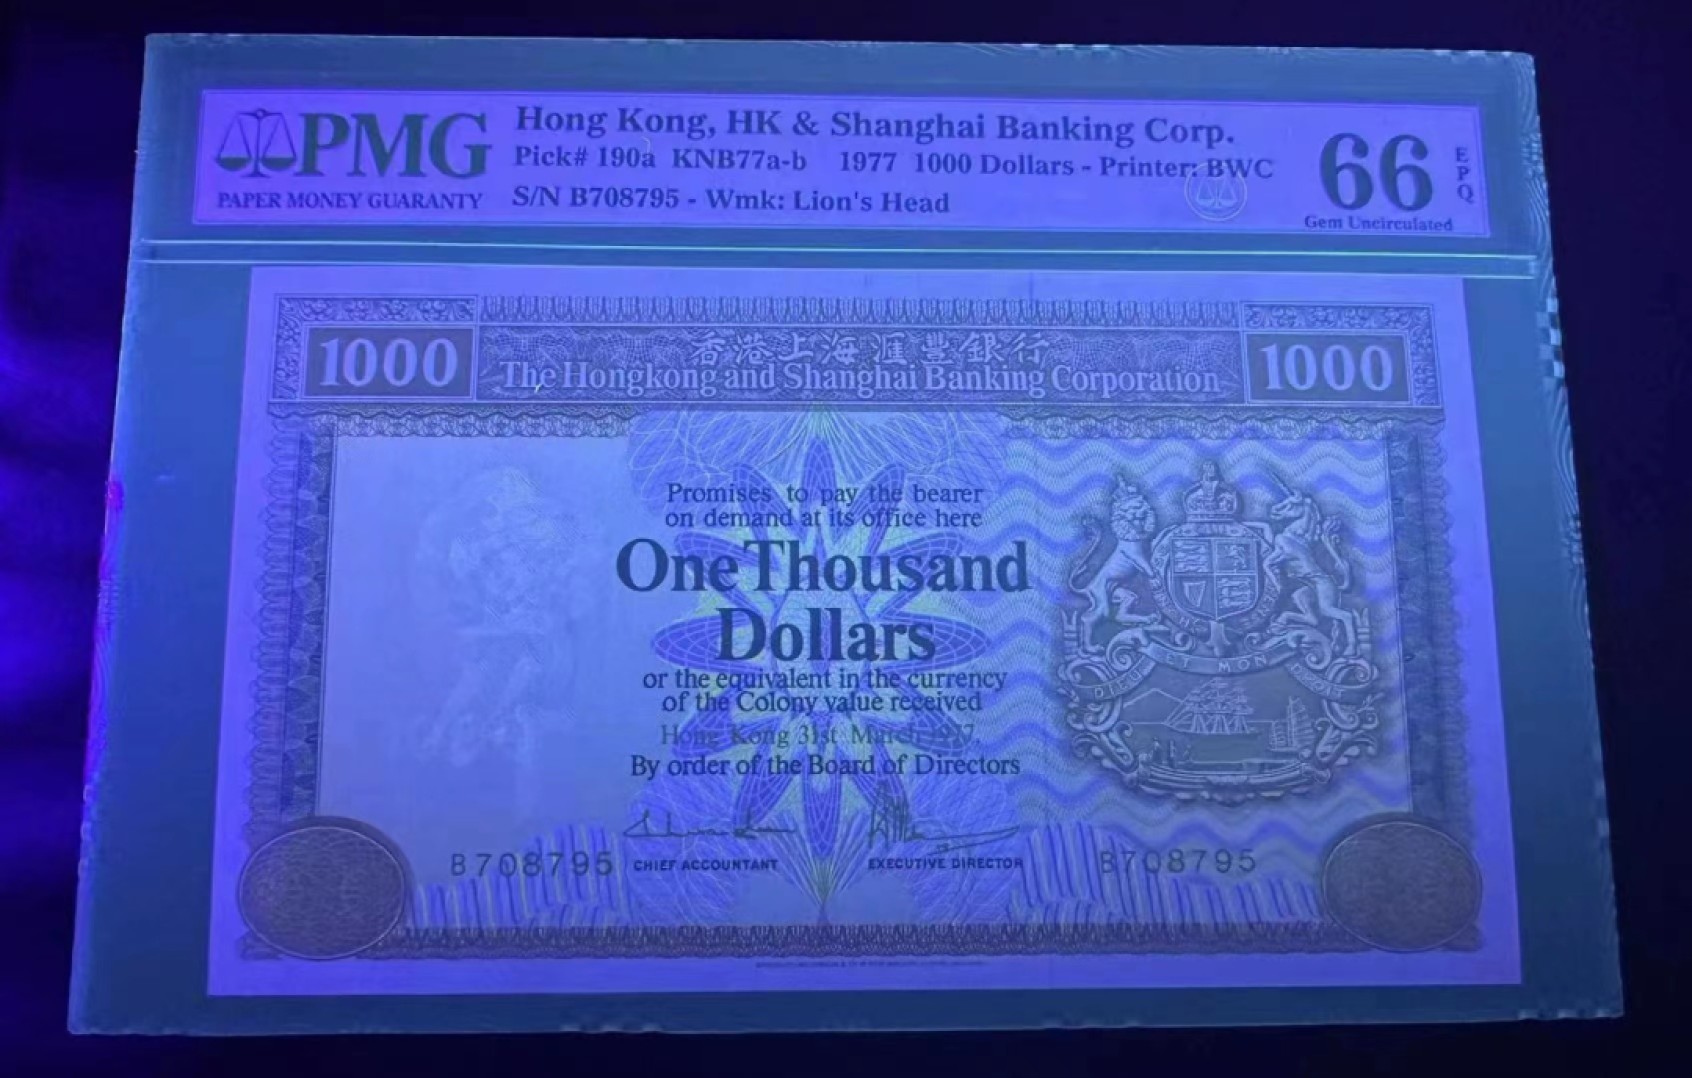 PMG
PAPER MONEY GUARANTY
Hong Kong, HK & Shanghai Banking Corp.
Pick# 190a KNB77a-b 1977 1000 Dollars - Printer: BWC
S/N B708795 - Wmk: Lion's Head
66
EPQ
Gem Uncirculated
1000
香港上海滙豐銀行
The Hongkong and Shanghai Banking Corporation
1000
Promises to pay the bearer
on demand at its office here
One Thousand
Dollars
or the equivalent in the currency
of the Colony value received
Hong Kong 31st March 1977.
By order of the Board of Directors
B708795
CHIEF ACCOUNTANT
EXECUTIVE DIRECTOR
B708795
ET MON